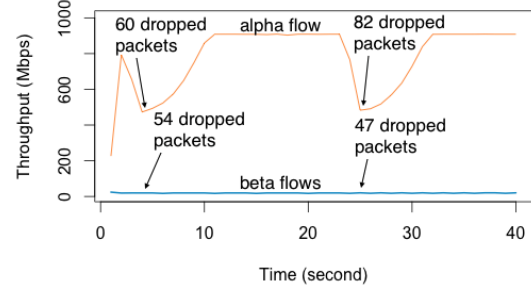 60 dropped
packets
alpha flow
82 dropped
packets
54 dropped
packets
47 dropped
packets
beta flows
Throughput (Mbps)
0
200
600
1000
0
10
20
30
40
Time (second)